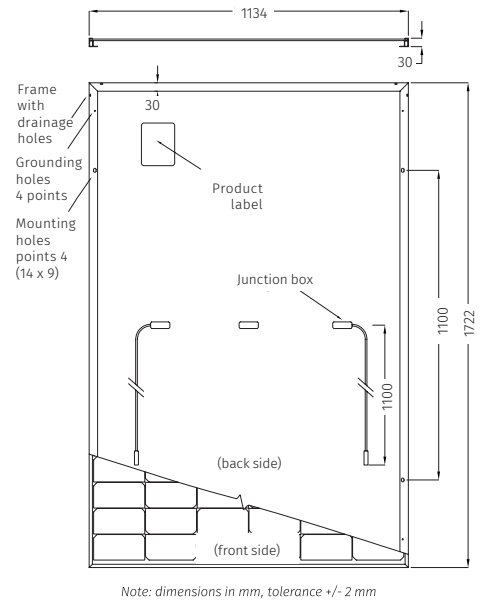 1134
30
30
Frame
with
drainage
holes
Grounding
holes
4 points
Mounting
holes
points 4
(14 x 9)
Product
label
Junction box
1100
1722
1100
(back side)
(front side)
Note: dimensions in mm, tolerance +/- 2 mm